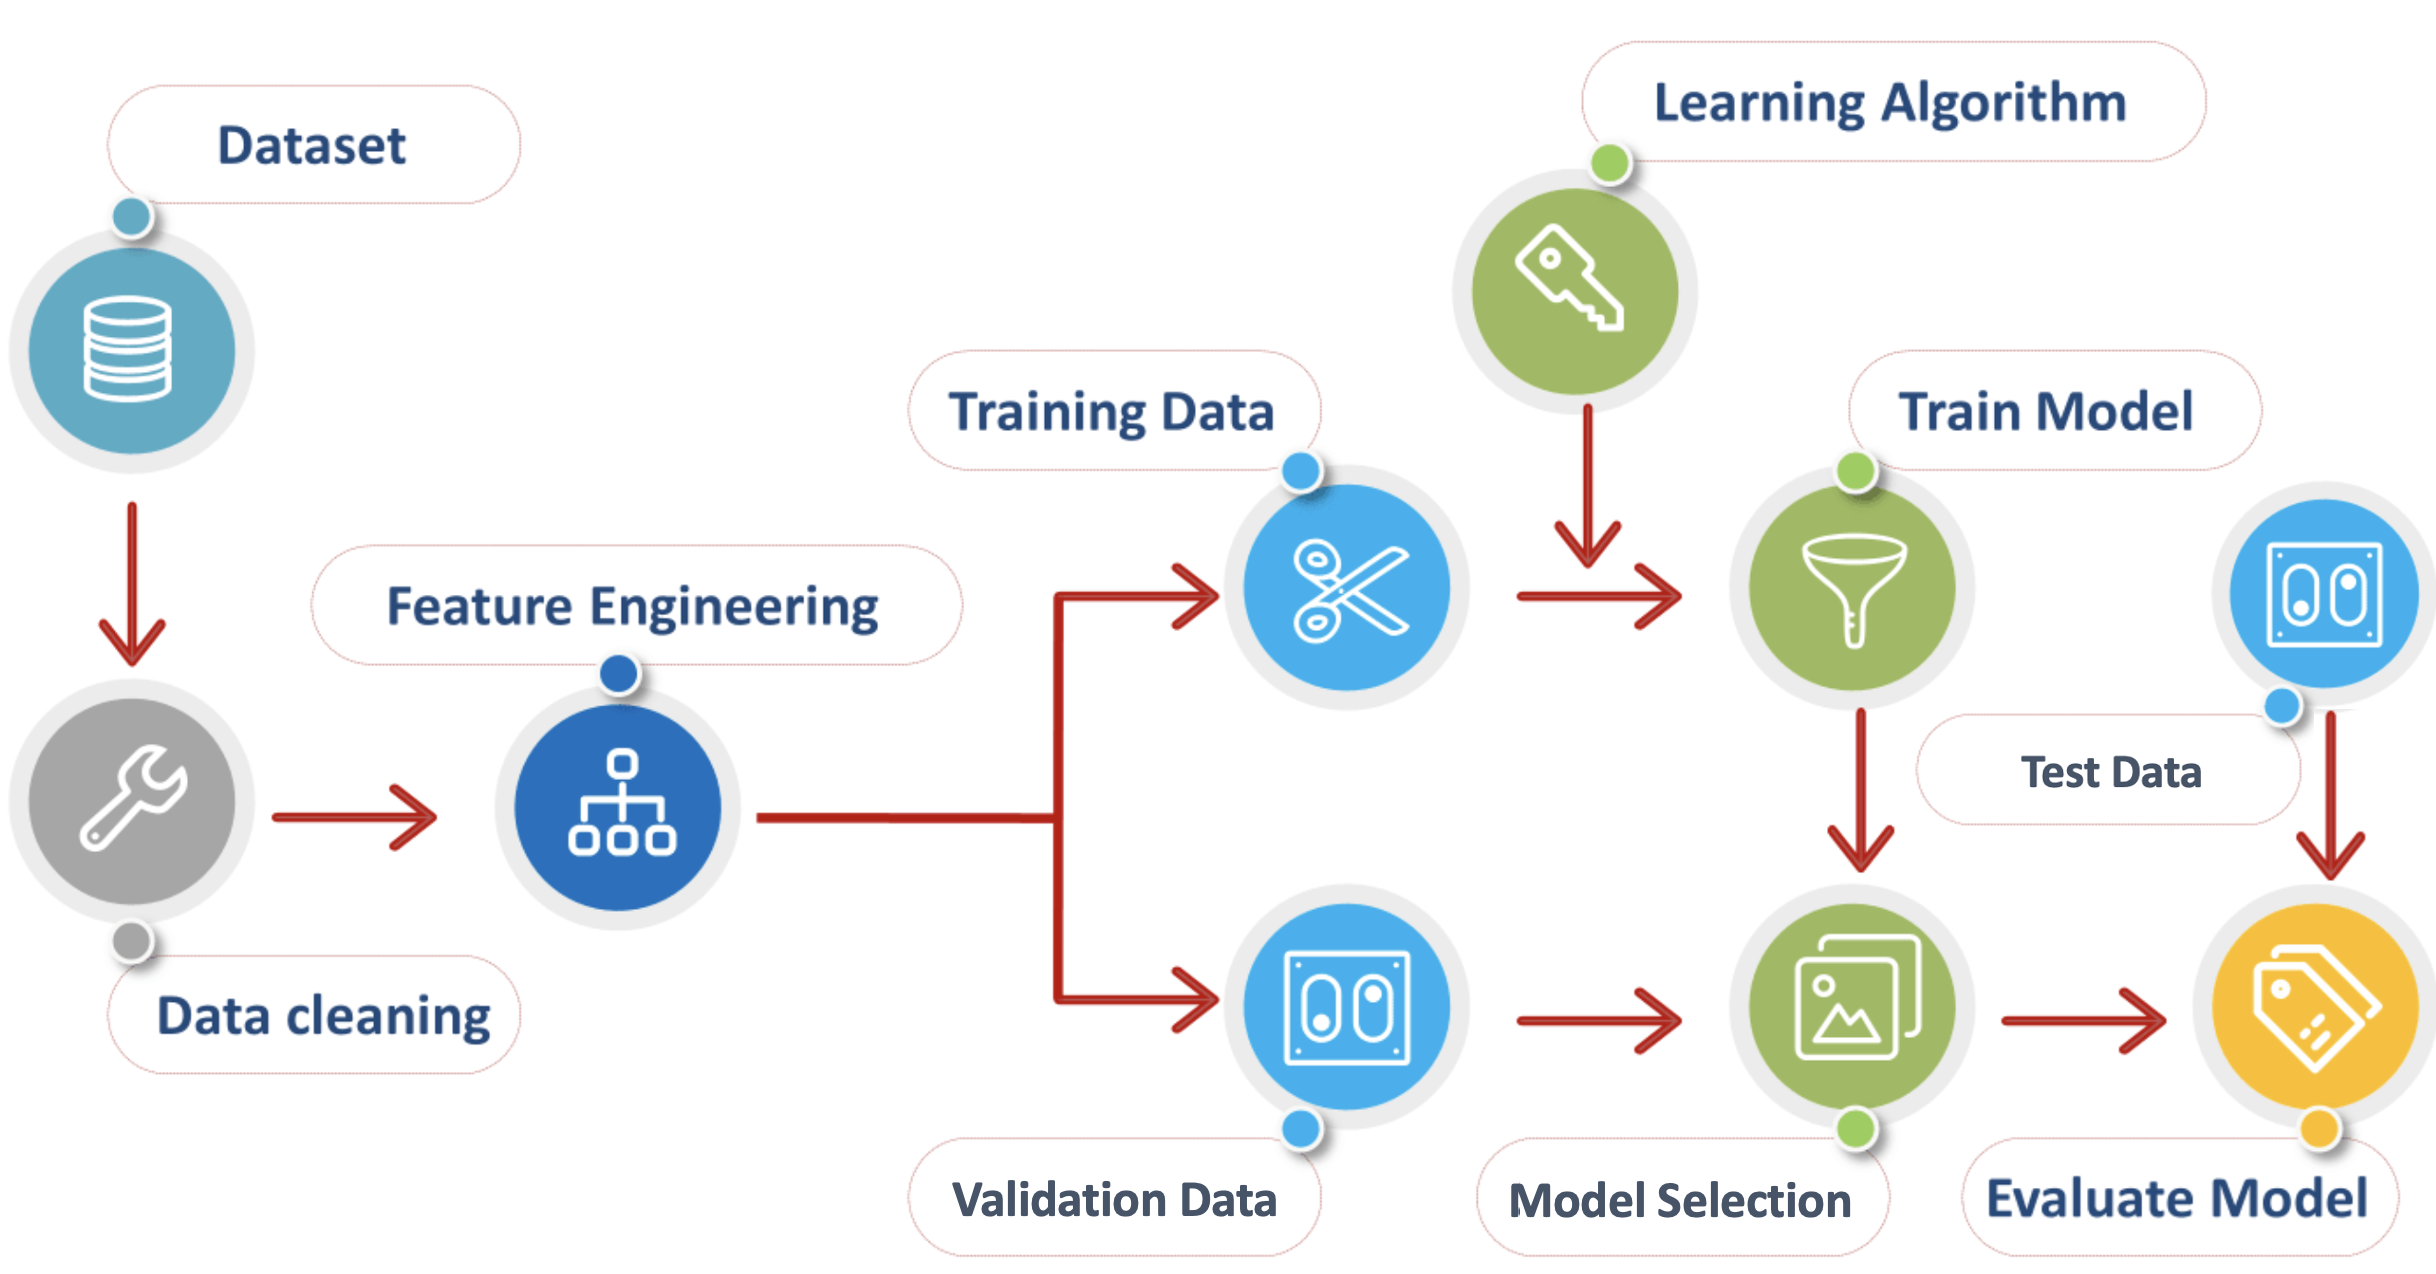 Dataset
Learning Algorithm
Training Data
Train Model
Feature Engineering
Test Data
Data cleaning
Validation Data
Model Selection
Evaluate Model